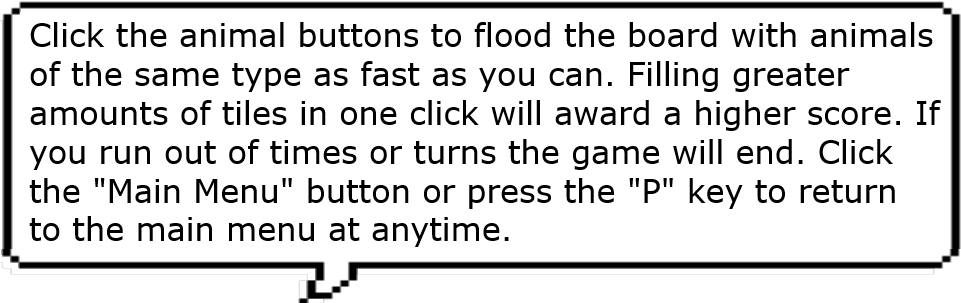 Click the animal buttons to flood the board with animals
of the same type as fast as you can. Filling greater
amounts of tiles in one click will award a higher score. If
you run out of times or turns the game will end. Click
the "Main Menu" button or press the "P" key to return
to the main menu at anytime.